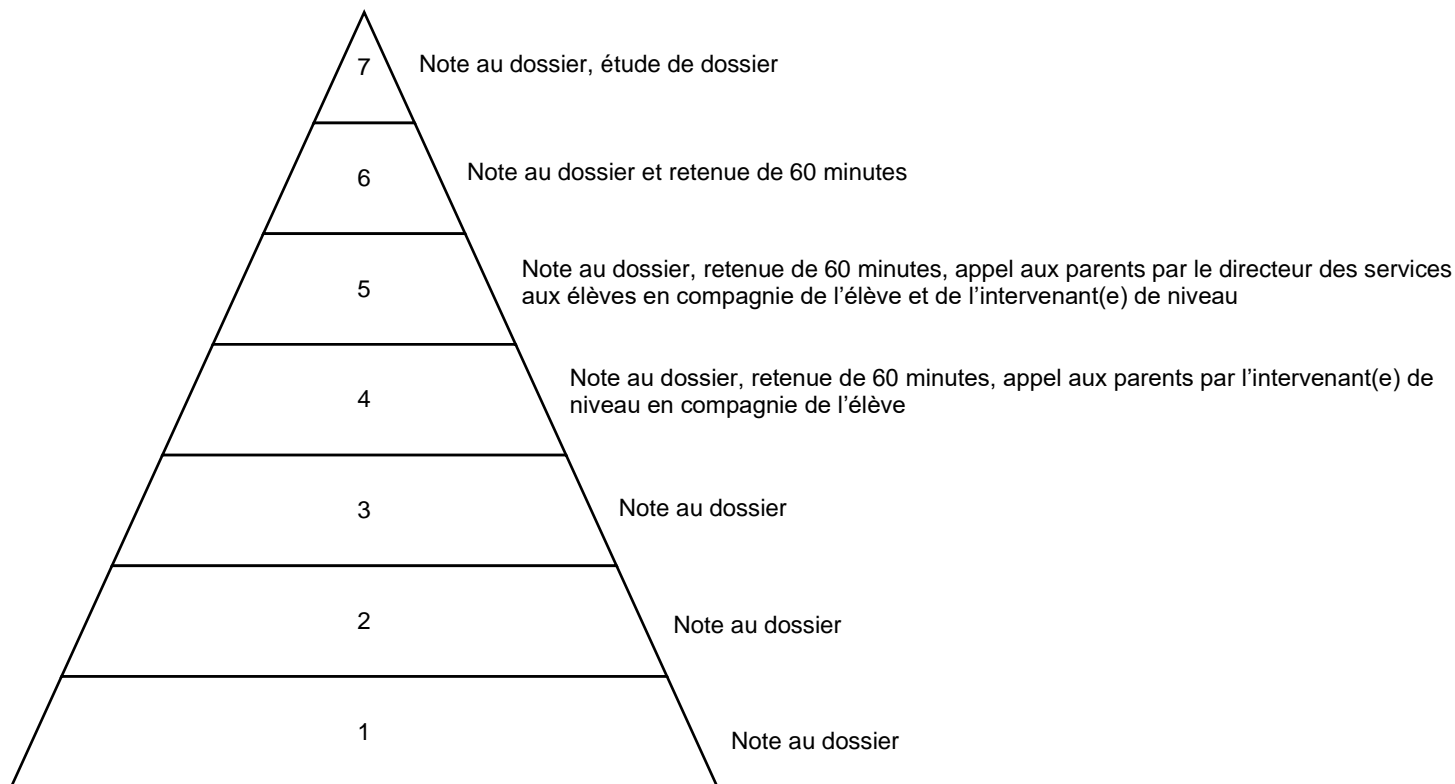 7
Note au dossier, étude de dossier
6
Note au dossier et retenue de 60 minutes
5
Note au dossier, retenue de 60 minutes, appel aux parents par le directeur des services
aux élèves en compagnie de l’élève et de l’intervenant(e) de niveau
4
Note au dossier, retenue de 60 minutes, appel aux parents par l’intervenant(e) de
niveau en compagnie de l’élève
3
Note au dossier
2
Note au dossier
1
Note au dossier